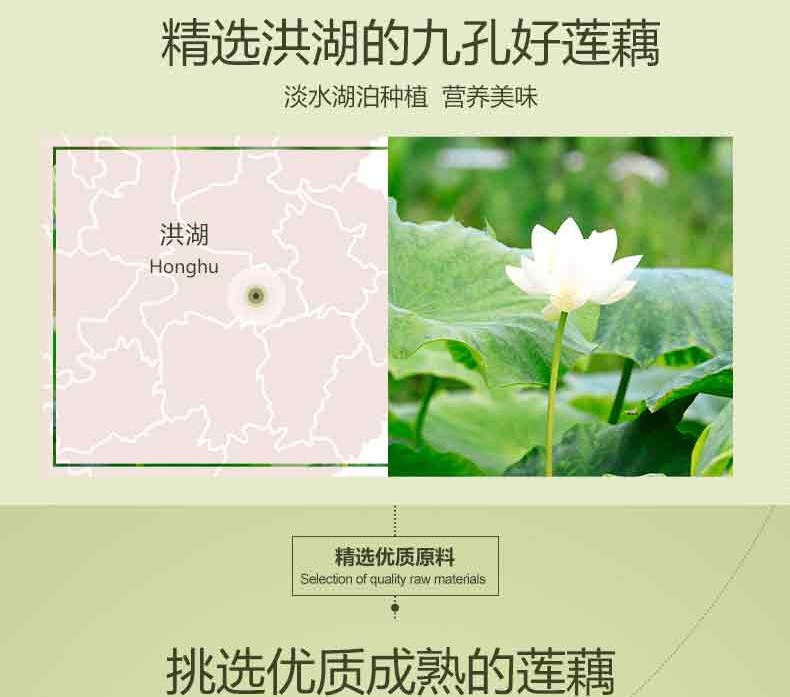 精选洪湖的九孔好莲藕
淡水湖泊种植 营养美味
洪湖
Honghu
精选优质原料
Selection of quality raw materials
挑选优质成熟的莲藕